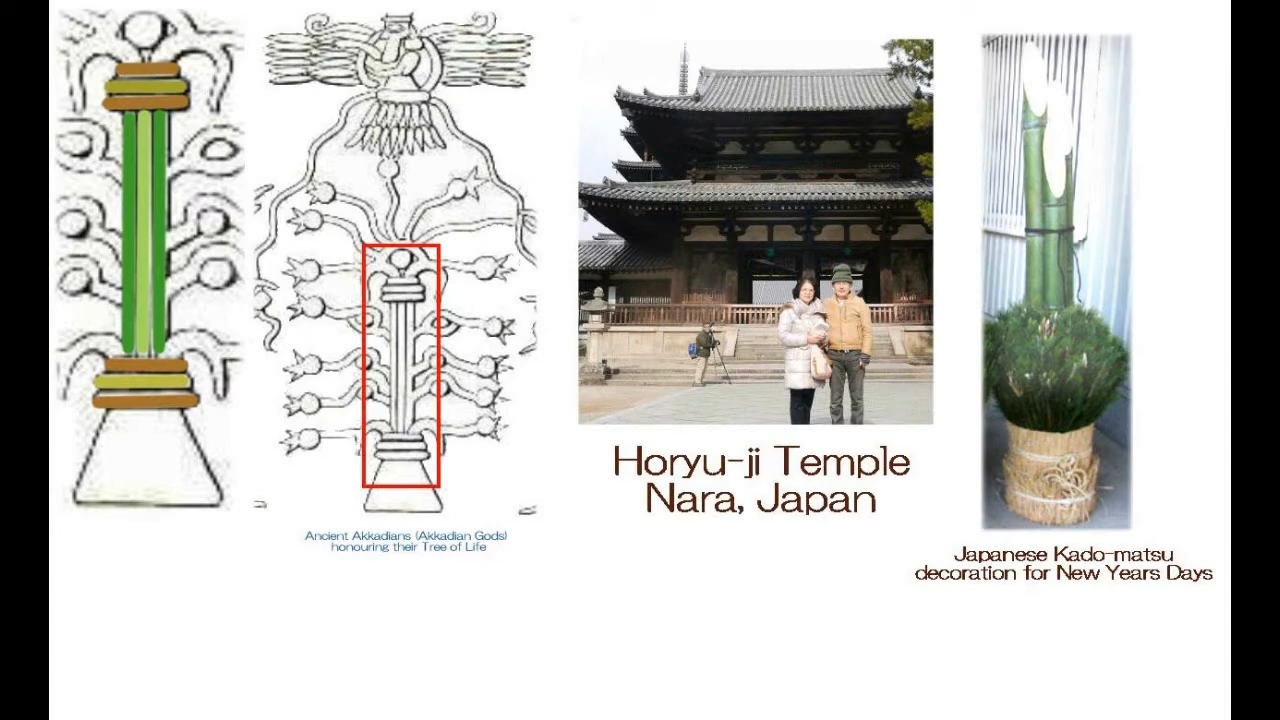 Ancient Akkadians (Akkadian Gods)
honouring their Tree of Life
Horyu-ji Temple
Nara, Japan
Japanese Kado-matsu
decoration for New Years Days